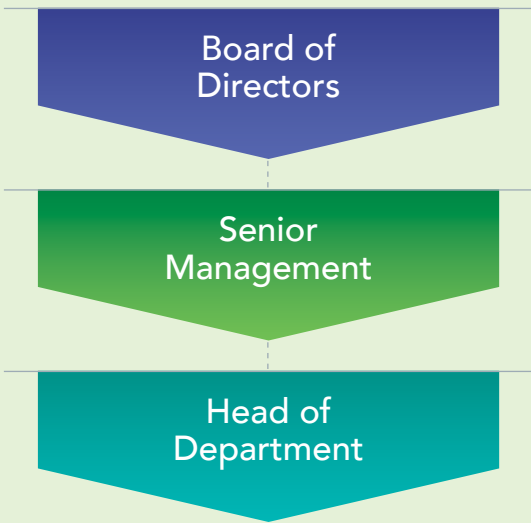 Board of
Directors
Senior
Management
Head of
Department